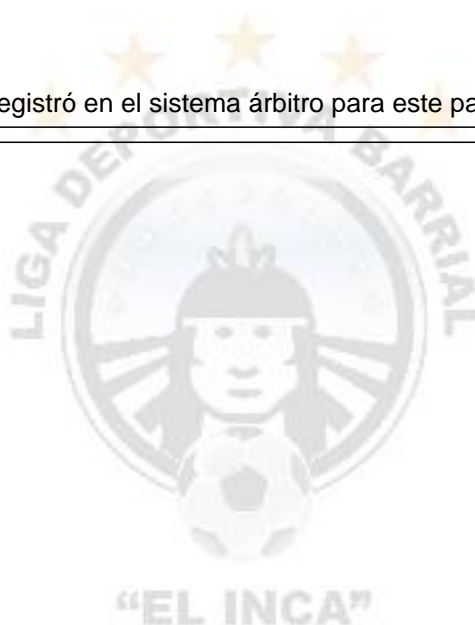 egistró en el sistema árbitro para este pa
LIGA DEPORTIVA BARRIAL
“EL INCA”